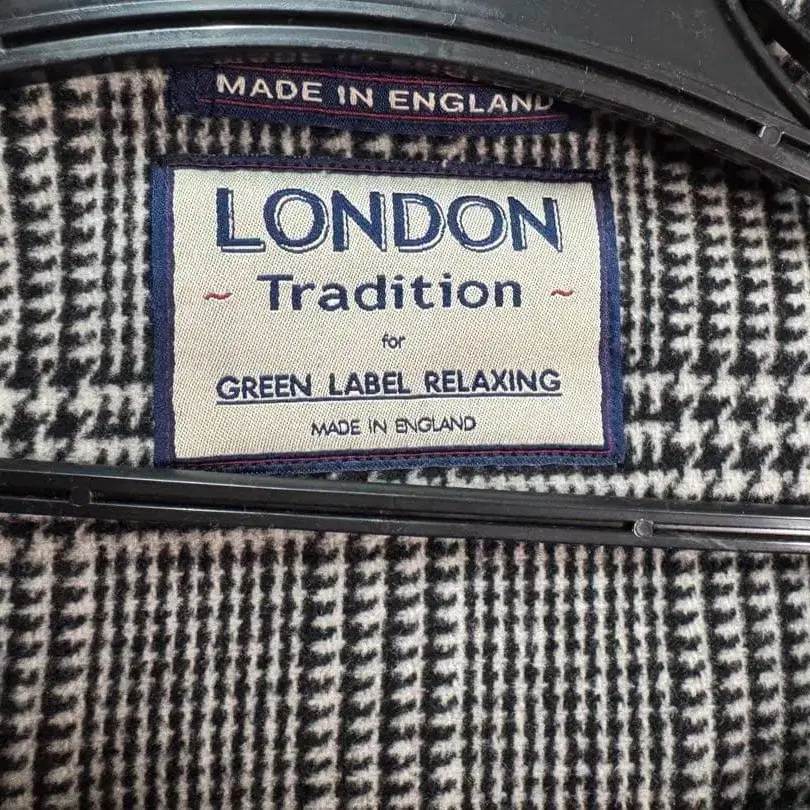 MADE IN ENGLAND
LONDON
~ Tradition ~
for
GREEN LABEL RELAXING
MADE IN ENGLAND